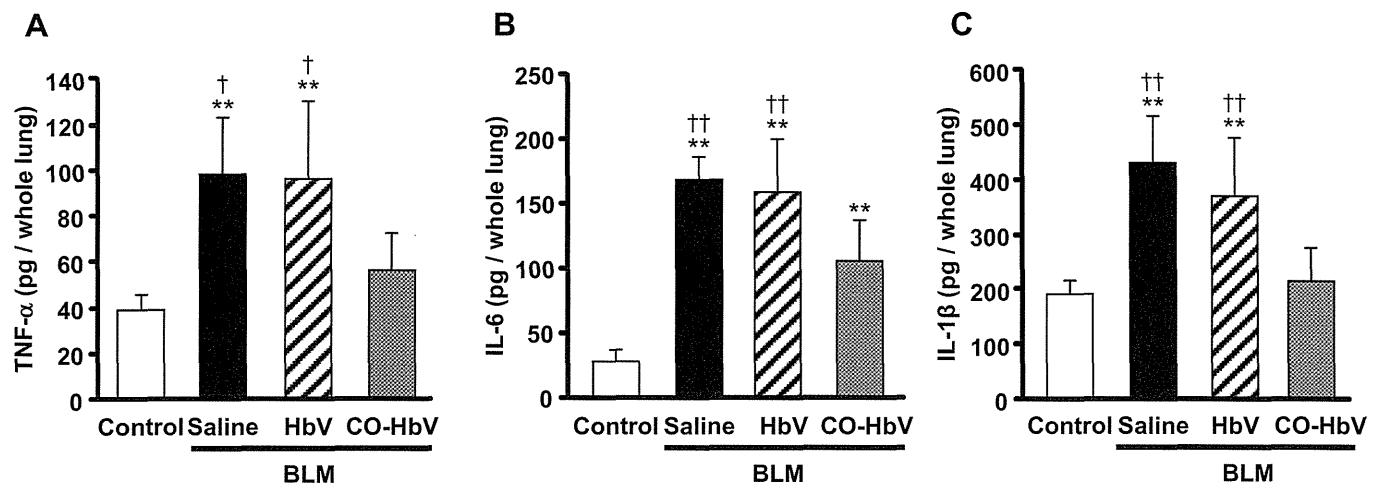 A
TNF-α (pg / whole lung)
140
120
100
80
60
40
20
0
†
**
†
**
Control Saline HbV CO-HbV
BLM
B
IL-6 (pg / whole lung)
250
200
150
100
50
0
††
**
††
**
**
Control Saline HbV CO-HbV
BLM
C
IL-1β (pg / whole lung)
600
500
400
300
200
100
0
††
**
††
**
Control Saline HbV CO-HbV
BLM